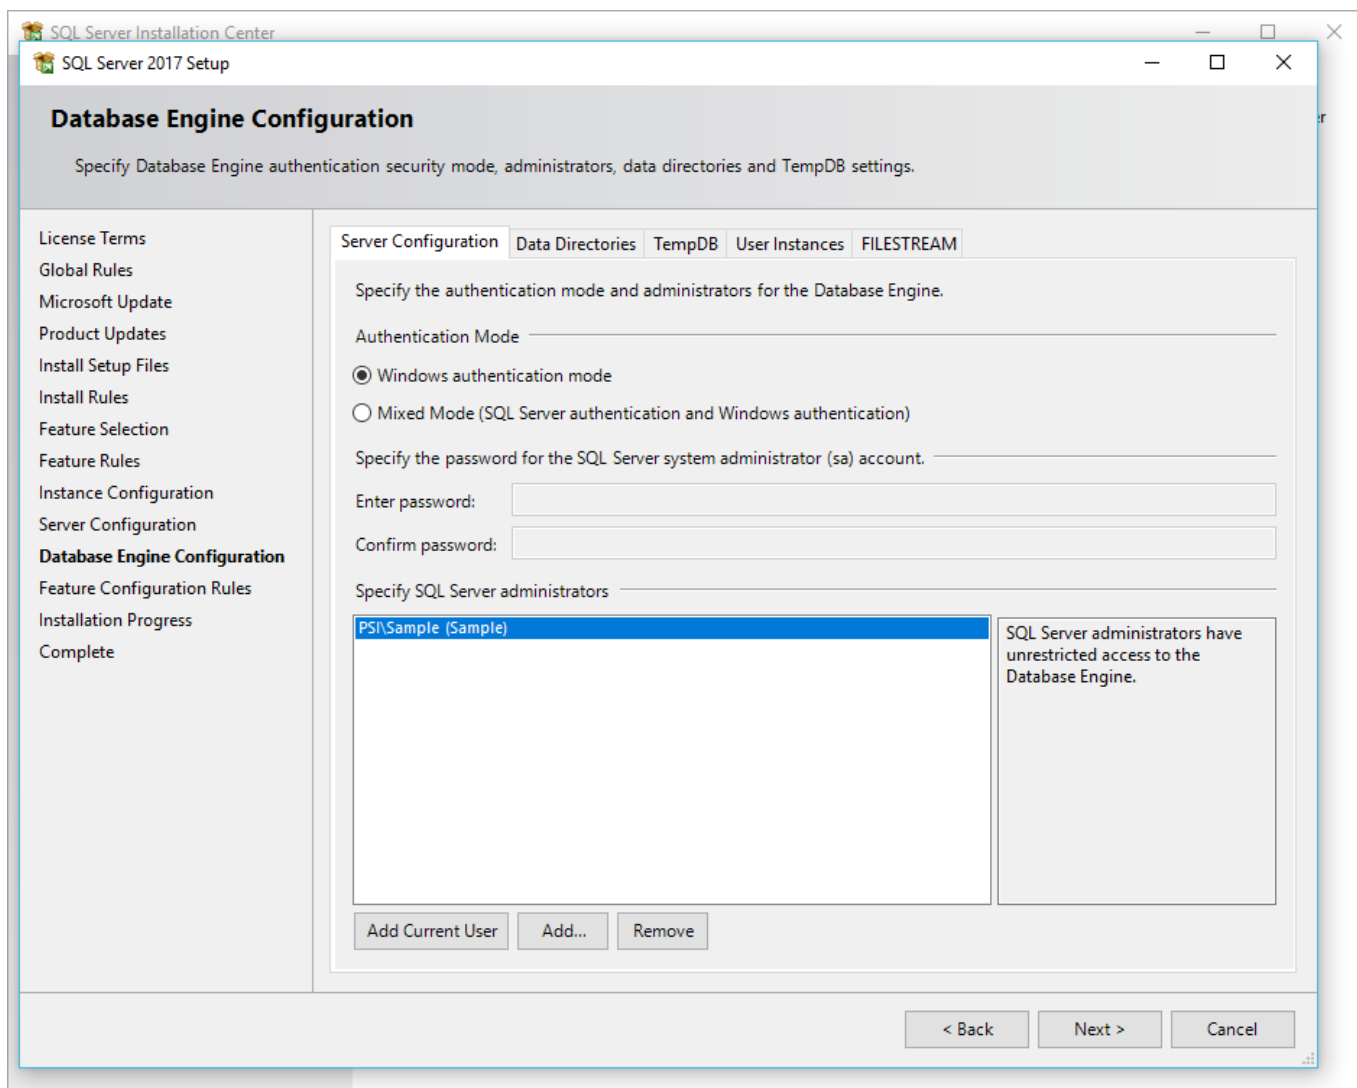 SQL Server Installation Center
SQL Server 2017 Setup
Database Engine Configuration
Specify Database Engine authentication security mode, administrators, data directories and TempDB settings.
License Terms
Global Rules
Microsoft Update
Product Updates
Install Setup Files
Install Rules
Feature Selection
Feature Rules
Instance Configuration
Server Configuration
Database Engine Configuration
Feature Configuration Rules
Installation Progress
Complete
Server Configuration Data Directories TempDB User Instances FILESTREAM
Specify the authentication mode and administrators for the Database Engine.
Authentication Mode
Windows authentication mode
Mixed Mode (SQL Server authentication and Windows authentication)
Specify the password for the SQL Server system administrator (sa) account.
Enter password:
Confirm password:
Specify SQL Server administrators
PSI\Sample (Sample)
SQL Server administrators have
unrestricted access to the
Database Engine.
Add Current User Add... Remove
< Back Next > Cancel